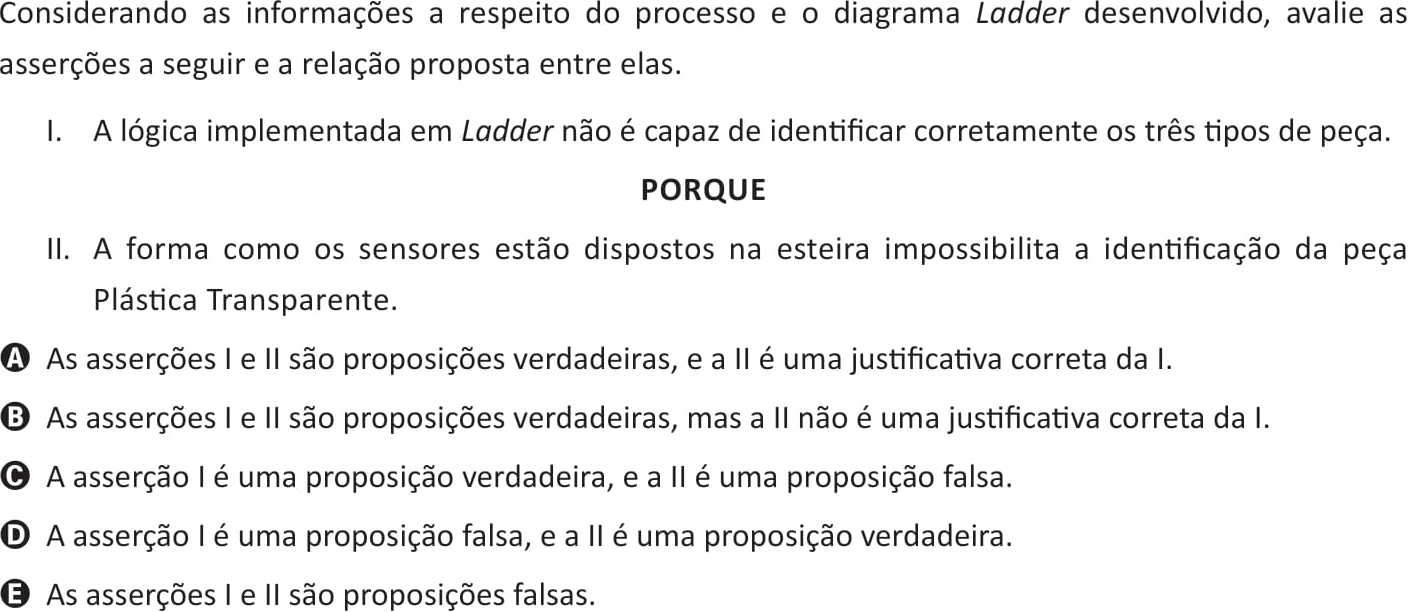 Considerando as informações a respeito do processo e o diagrama Ladder desenvolvido, avalie as
asserções a seguir e a relação proposta entre elas.
I. A lógica implementada em Ladder não é capaz de identificar corretamente os três tipos de peça.
PORQUE
II. A forma como os sensores estão dispostos na esteira impossibilita a identificação da peça
Plástica Transparente.
A As asserções I e II são proposições verdadeiras, e a II é uma justificativa correta da I.
B As asserções I e II são proposições verdadeiras, mas a II não é uma justificativa correta da I.
C A asserção I é uma proposição verdadeira, e a II é uma proposição falsa.
D A asserção I é uma proposição falsa, e a II é uma proposição verdadeira.
E As asserções I e II são proposições falsas.